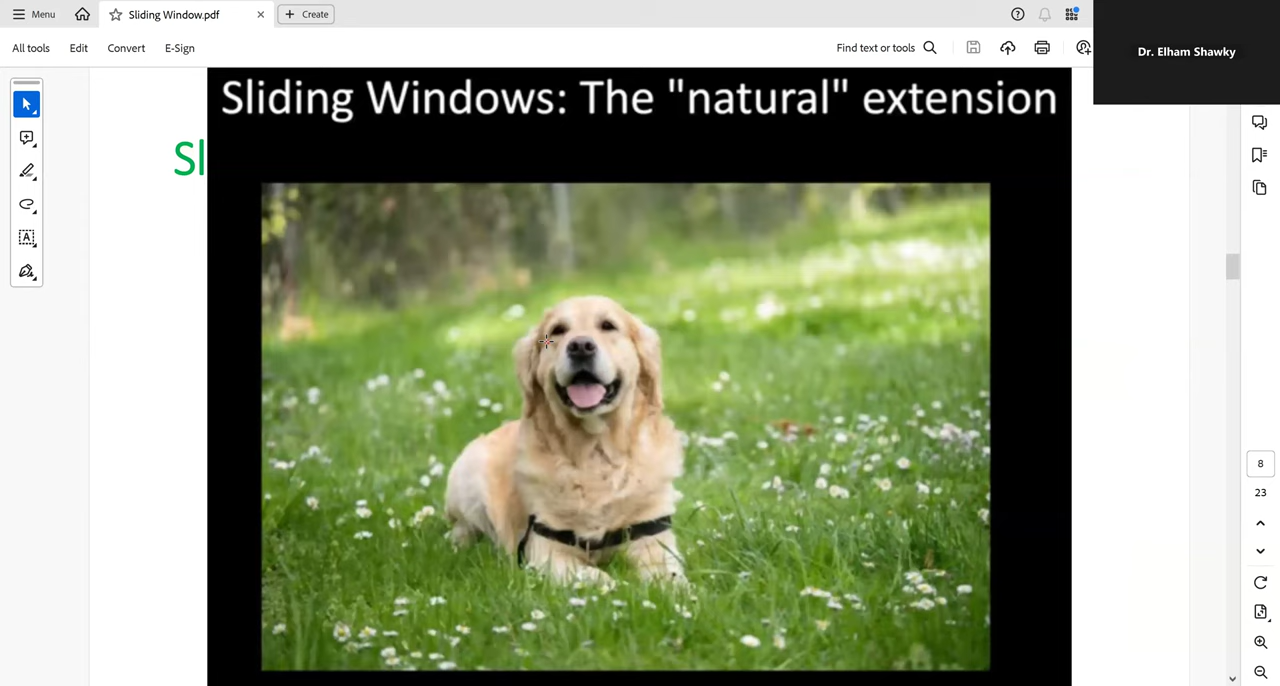 Menu
Sliding Window.pdf
Create
All tools
Edit
Convert
E-Sign
Find text or tools
Dr. Elham Shawky
Sliding Windows: The "natural" extension
Sl
8
23